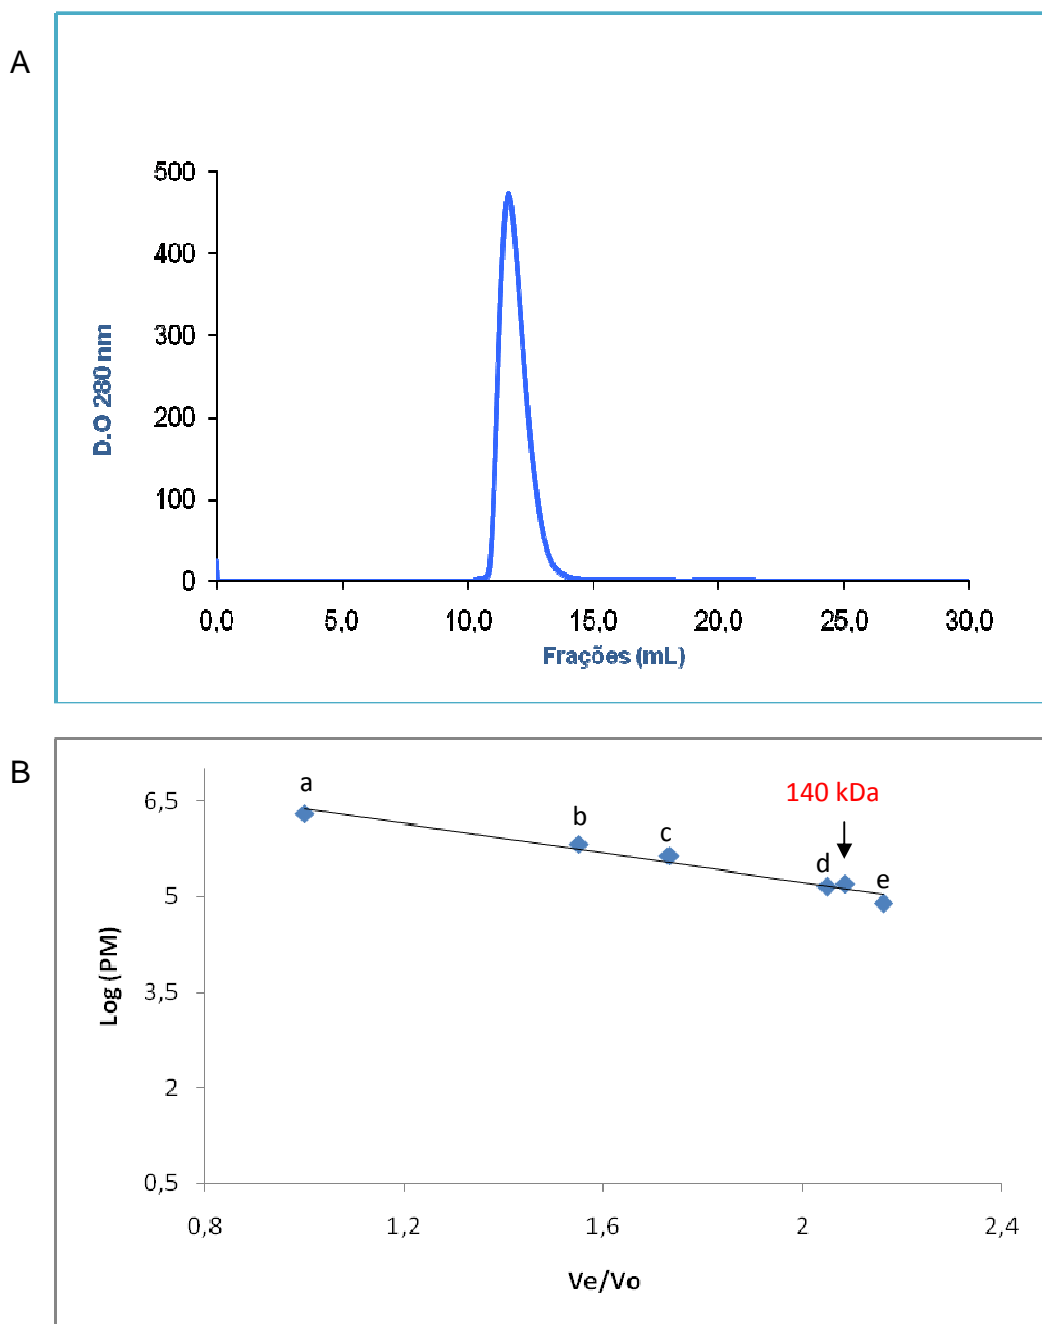 A
500
400
300
200
100
0
D.O 280 nm
0,0 5,0 10,0 15,0 20,0 25,0 30,0
Frações (mL)
B
a
b
c
d
140 kDa
e
6,5
5
3,5
2
0,5
Log (PM)
0,8 1,2 1,6 2 2,4
Ve/Vo